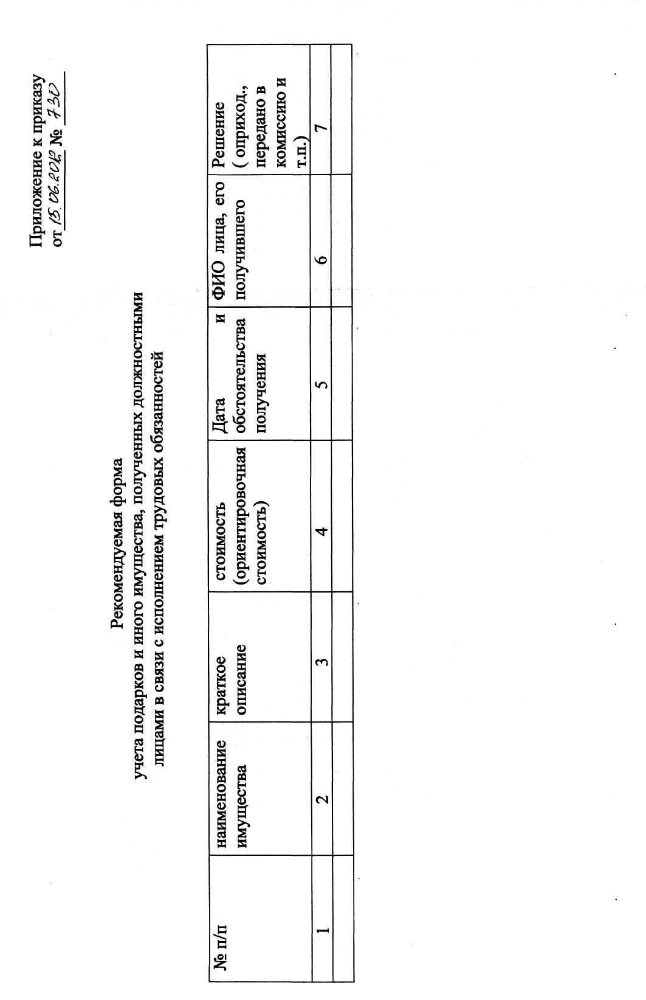 Приложение к приказу
от 15.06.2012 № 730
Рекомендуемая форма
учета подарков и иного имущества, полученных должностными
лицами в связи с исполнением трудовых обязанностей
№ п/п
наименование
имущества
краткое
описание
стоимость
(ориентировочная
стоимость)
Дата и
обстоятельства
получения
ФИО лица, его
получившего
Решение
( оприход.,
передано в
комиссию и
т.п.)
1 2 3 4 5 6 7